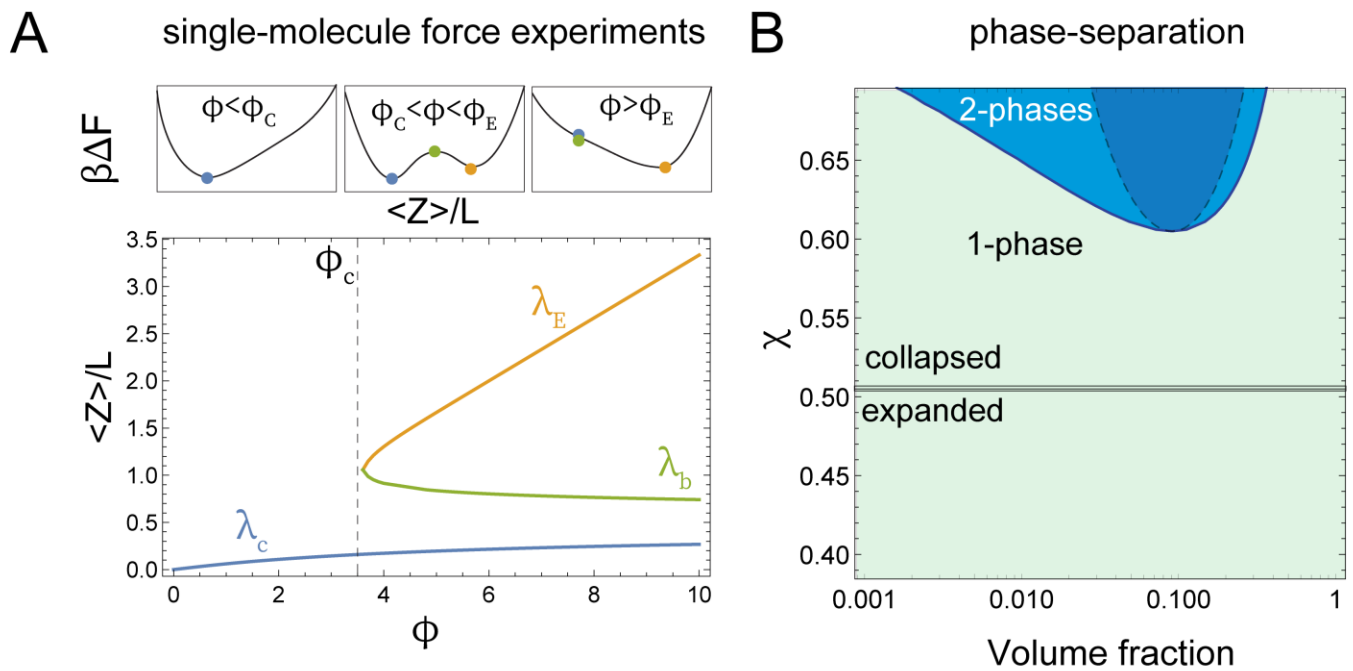 A
single-molecule force experiments
ϕ<ϕc
ϕc<ϕ<ϕE
ϕ>ϕE
βΔF
<Z>/L
3.5
3.0
2.5
2.0
1.5
1.0
0.5
0.0
<Z>/L
ϕc
λE
λb
λc
0 2 4 6 8 10
ϕ
B
phase-separation
2-phases
1-phase
collapsed
expanded
0.65
0.60
0.55
0.50
0.45
0.40
χ
0.001 0.010 0.100 1
Volume fraction